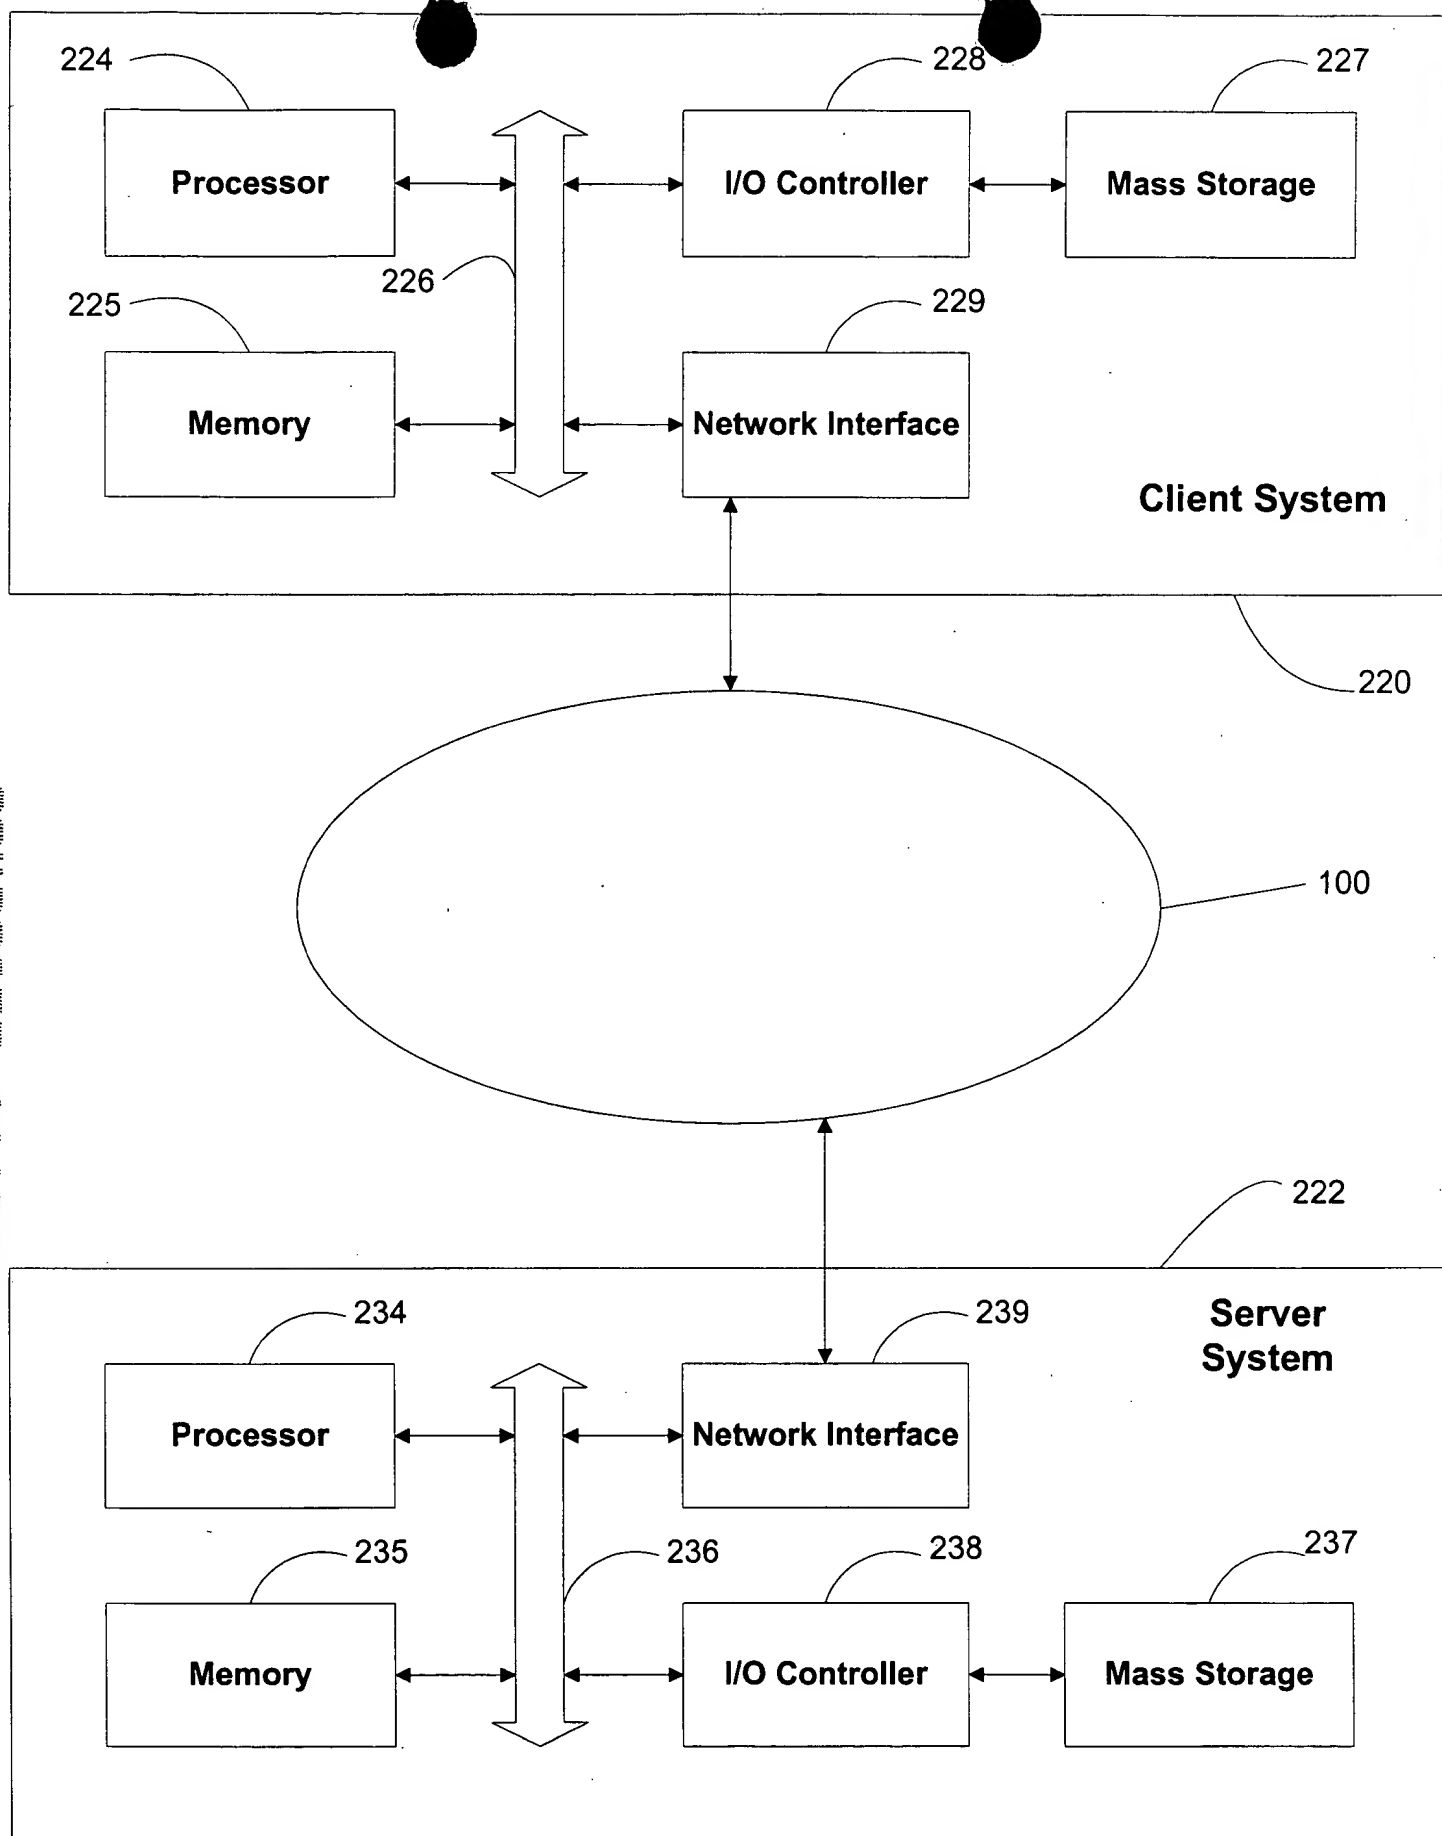 224
228
227
Processor
I/O Controller
Mass Storage
226
225
229
Memory
Network Interface
Client System
220
100
222
Server
System
234
239
Processor
Network Interface
235
236
238
237
Memory
I/O Controller
Mass Storage